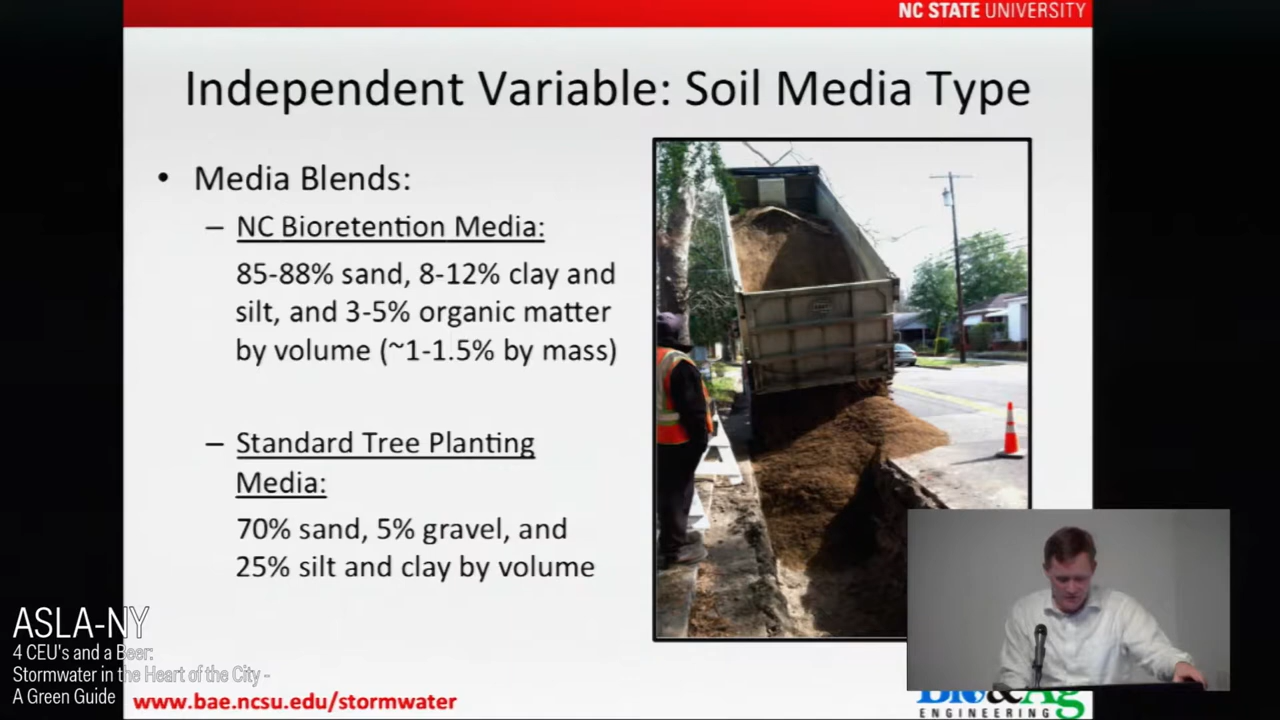 NC STATE UNIVERSITY
Independent Variable: Soil Media Type
• Media Blends:
– NC Bioretention Media:
85-88% sand, 8-12% clay and
silt, and 3-5% organic matter
by volume (~1-1.5% by mass)
– Standard Tree Planting
Media:
70% sand, 5% gravel, and
25% silt and clay by volume
ASLA-NY
4 CEU's and a Beer:
Stormwater in the Heart of the City -
A Green Guide
www.bae.ncsu.edu/stormwater
Bio&Ag
ENGINEERING